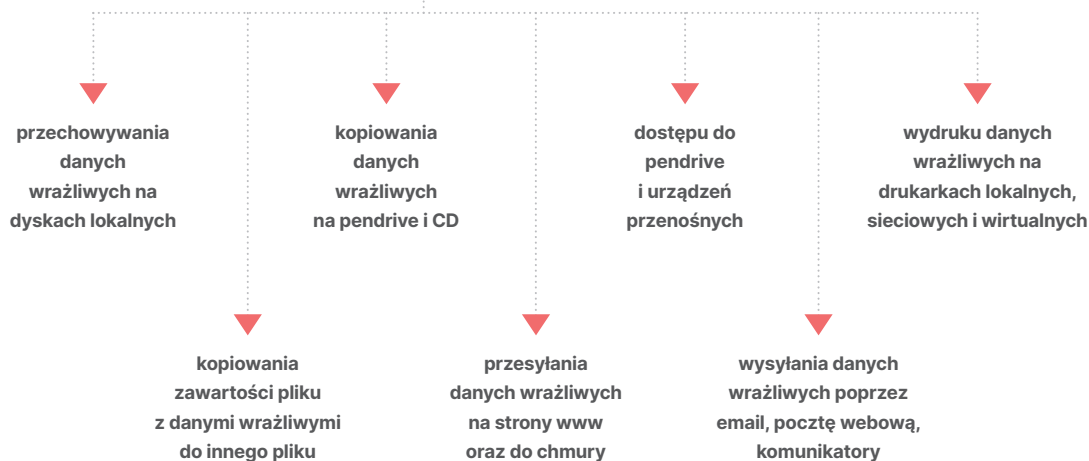 przechowywania
danych
wrażliwych na
dyskach lokalnych
kopiowania
danych
wrażliwych
na pendrive i CD
dostępu do
pendrive
i urządzeń
przenośnych
wydruku danych
wrażliwych na
drukarkach lokalnych,
sieciowych i wirtualnych
kopiowania
zawartości pliku
z danymi wrażliwymi
do innego pliku
przesyłania
danych wrażliwych
na strony www
oraz do chmury
wysyłania danych
wrażliwych poprzez
email, pocztę webową,
komunikatory